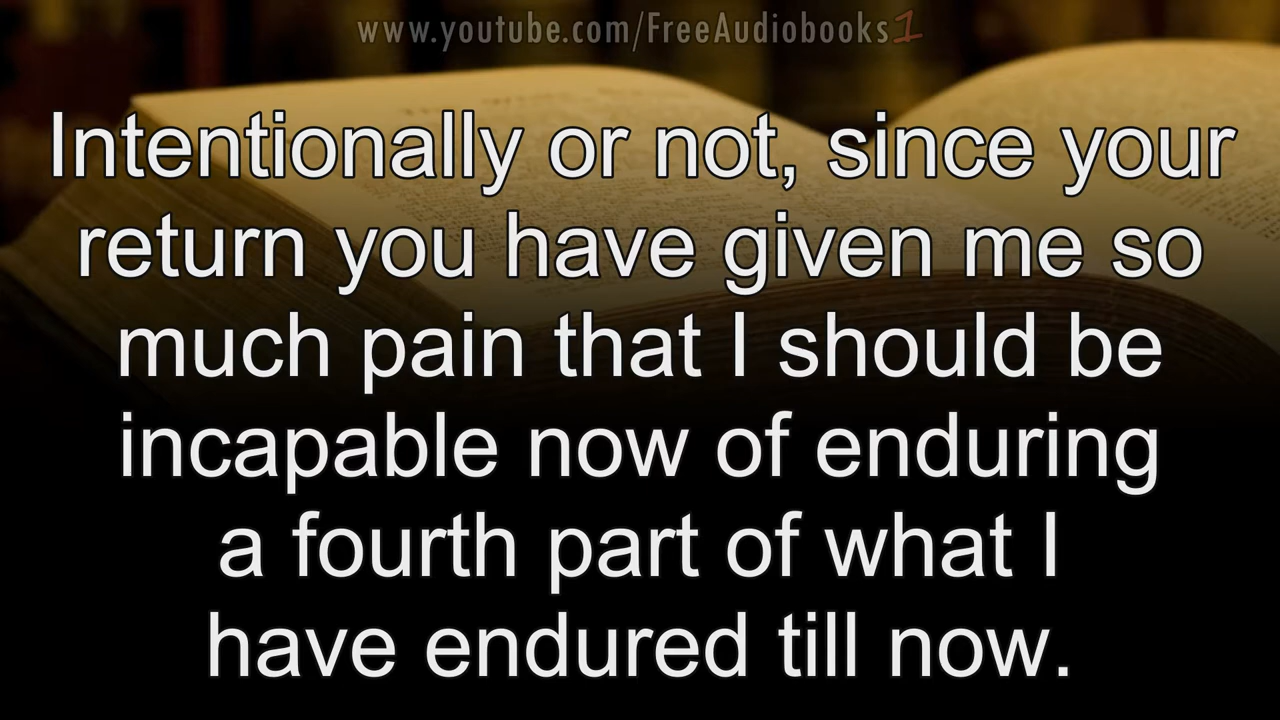 www.youtube.com/FreeAudiobooks1
Intentionally or not, since your
return you have given me so
much pain that I should be
incapable now of enduring
a fourth part of what I
have endured till now.